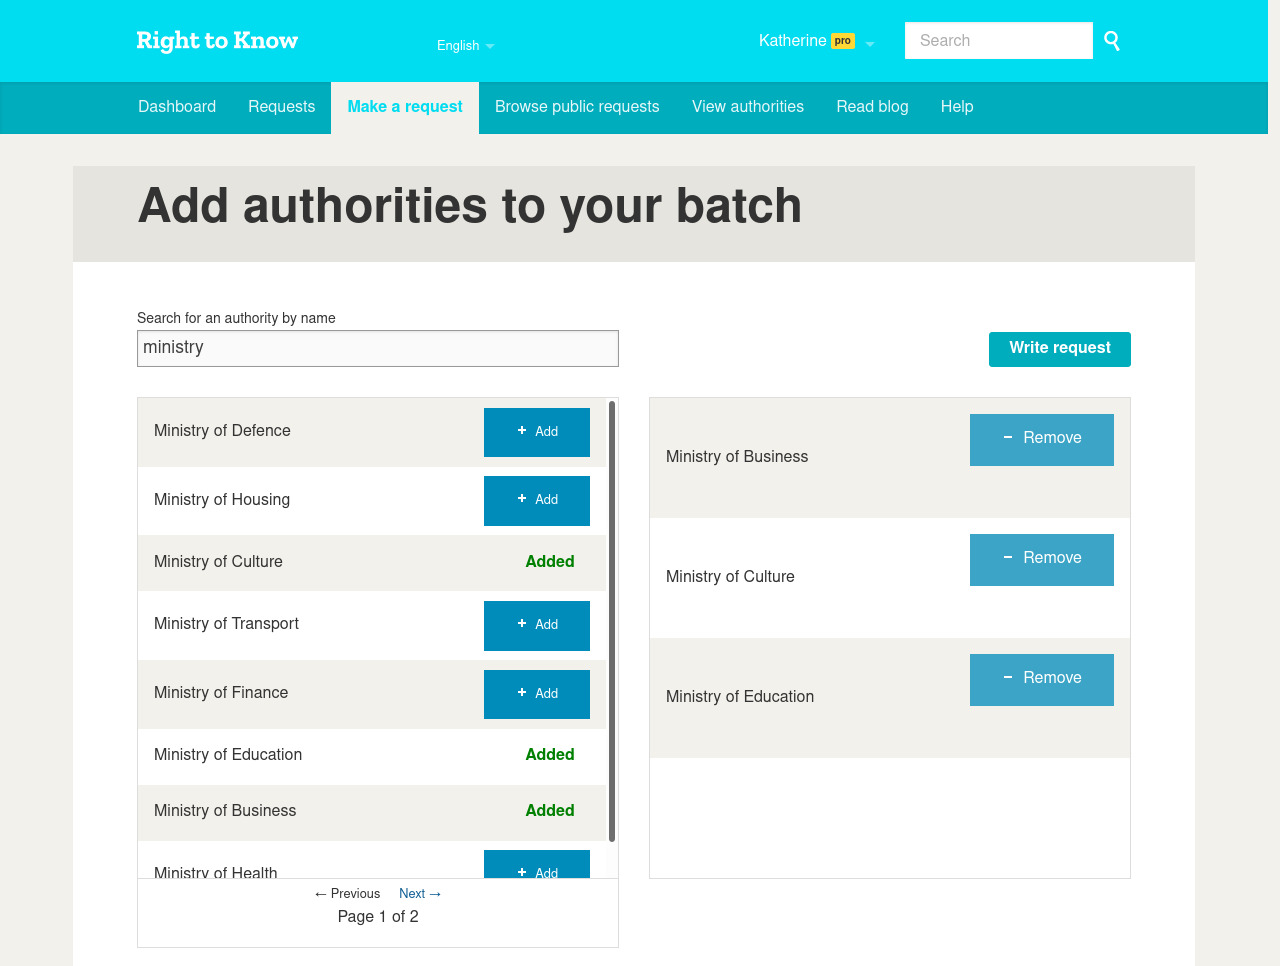 Right to Know
English
Katherine pro
Search
Dashboard Requests Make a request Browse public requests View authorities Read blog Help
Add authorities to your batch
Search for an authority by name
ministry
Write request
Ministry of Defence + Add
Ministry of Housing + Add
Ministry of Culture Added
Ministry of Transport + Add
Ministry of Finance + Add
Ministry of Education Added
Ministry of Business Added
Ministry of Health + Add
← Previous Next →
Page 1 of 2
Ministry of Business − Remove
Ministry of Culture − Remove
Ministry of Education − Remove